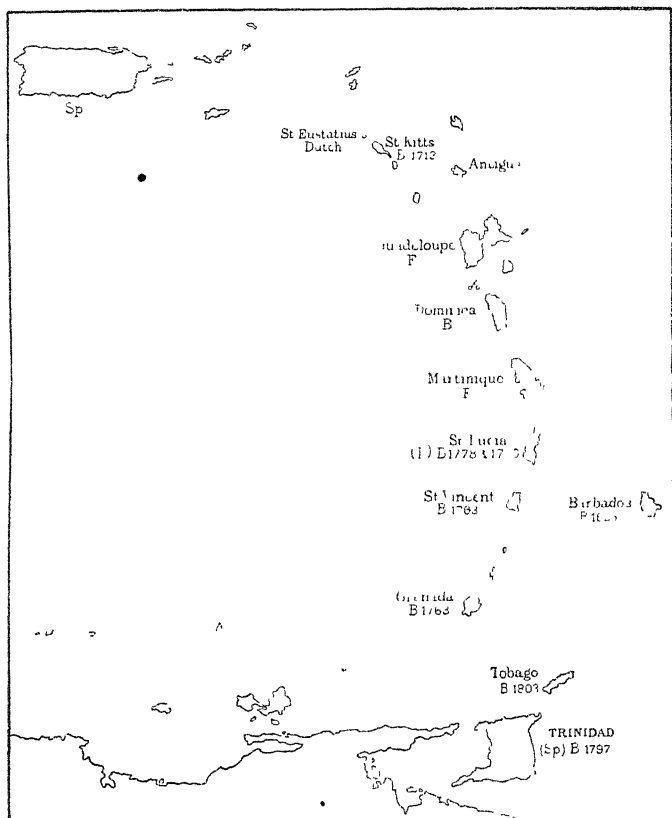 Sp
St Eustatius
Dutch
St Kitts
B 1713
F
B
Martinique
F
St Lucia
St Vincent
B 1763
Barbados
Grenada
B 1763
Tobago
B 1803
TRINIDAD
(Sp) B 1797